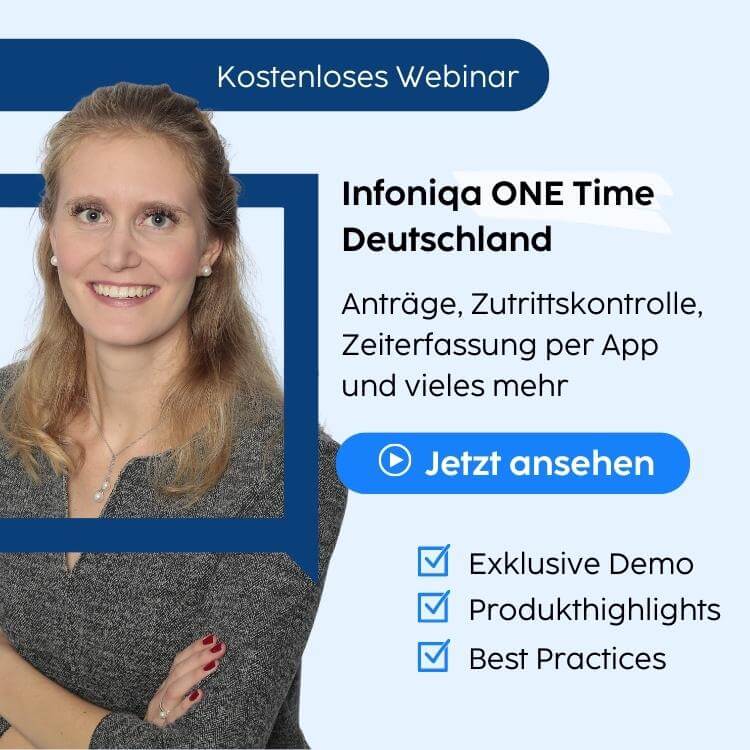 Kostenloses Webinar
Infoniqa ONE Time
Deutschland
Anträge, Zutrittskontrolle,
Zeiterfassung per App
und vieles mehr
Jetzt ansehen
Exklusive Demo
Produkthighlights
Best Practices